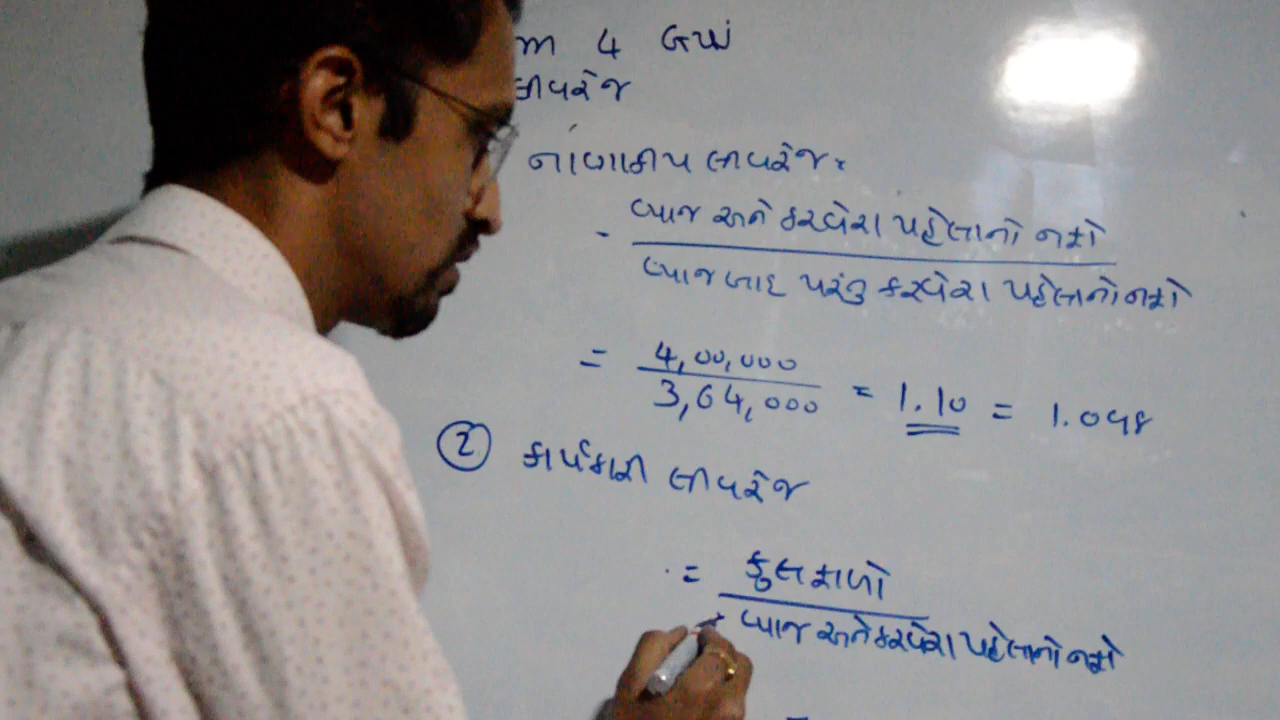 m 4 GUJ
લીવરેજ
નાંણાકીય લીવરેજ:
= વ્યાજ અને કરવેરા પહેલાનો નફો
વ્યાજ બાદ પરંતુ કરવેરા પહેલાનો નફો
= 4,00,000
3,64,000 = 1.10 = 1.098
② કાર્યકારી લીવરેજ
= કુલ ફાળો
વ્યાજ અને કરવેરા પહેલાનો નફો